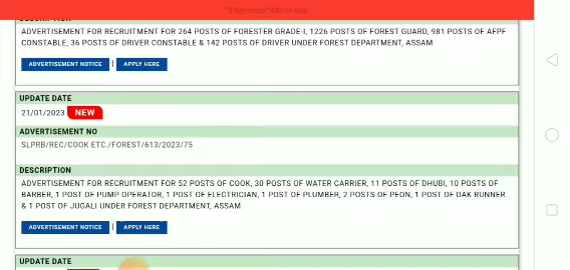 DESCRIPTION
ADVERTISEMENT FOR RECRUITMENT FOR 264 POSTS OF FORESTER GRADE-I, 1226 POSTS OF FOREST GUARD, 981 POSTS OF AFPF
CONSTABLE, 36 POSTS OF DRIVER CONSTABLE & 142 POSTS OF DRIVER UNDER FOREST DEPARTMENT, ASSAM
ADVERTISEMENT NOTICE | APPLY HERE
UPDATE DATE
21/01/2023 NEW
ADVERTISEMENT NO
SLPRB/REC/COOK ETC./FOREST/613/2023/75
DESCRIPTION
ADVERTISEMENT FOR RECRUITMENT FOR 52 POSTS OF COOK, 30 POSTS OF WATER CARRIER, 11 POSTS OF DHUBI, 10 POSTS OF
BARBER, 1 POST OF PUMP OPERATOR, 1 POST OF ELECTRICIAN, 1 POST OF PLUMBER, 2 POSTS OF PEON, 1 POST OF DAK RUNNER
& 1 POST OF JUGALI UNDER FOREST DEPARTMENT, ASSAM
ADVERTISEMENT NOTICE | APPLY HERE
UPDATE DATE